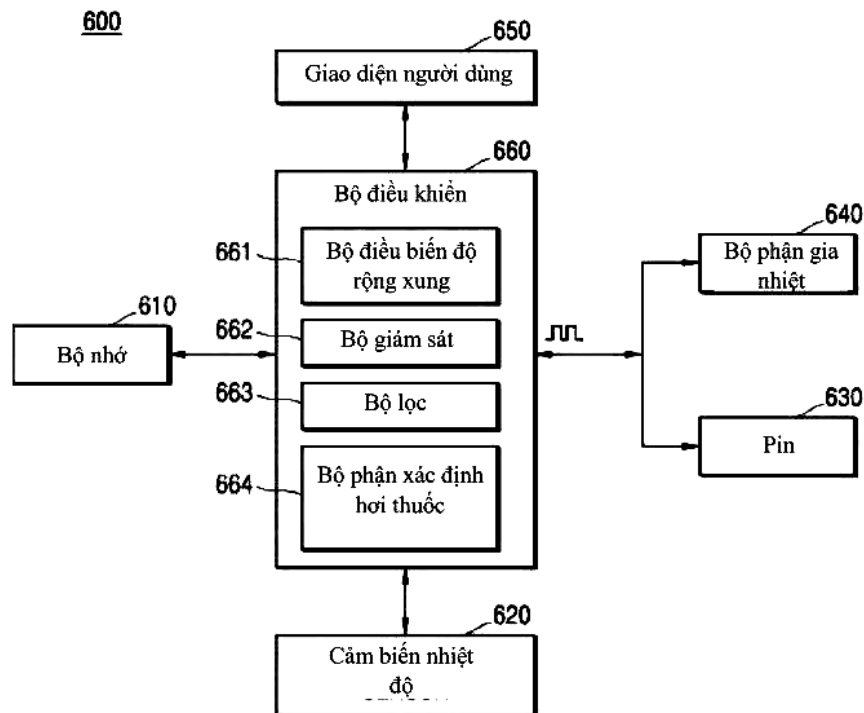 600
650
Giao diện người dùng
660
Bộ điều khiển
661
Bộ điều biến độ
rộng xung
662
Bộ giám sát
663
Bộ lọc
664
Bộ phận xác định
hơi thuốc
610
Bộ nhớ
640
Bộ phận gia
nhiệt
630
Pin
620
Cảm biến nhiệt
độ